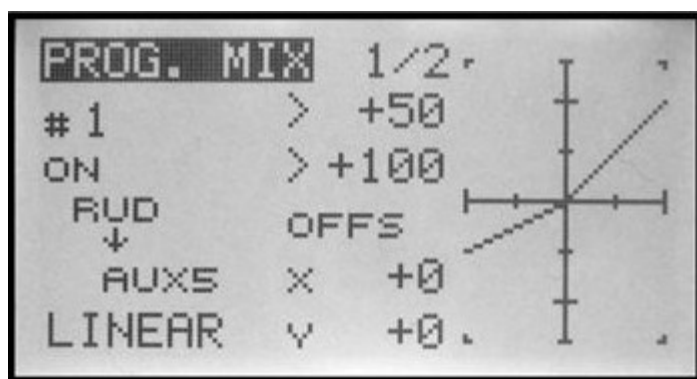 PROG. MIX 1/2
#1 > +50
ON > +100
RUD
OFFS
↓
AUX5 X +0
LINEAR Y +0